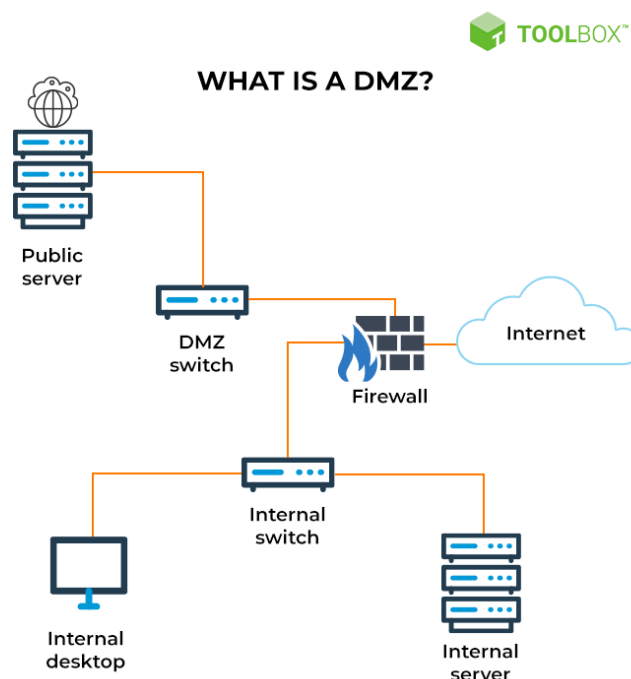 TOOLBOX™
WHAT IS A DMZ?
Public
server
DMZ
switch
Internet
Firewall
Internal
switch
Internal
desktop
Internal
server